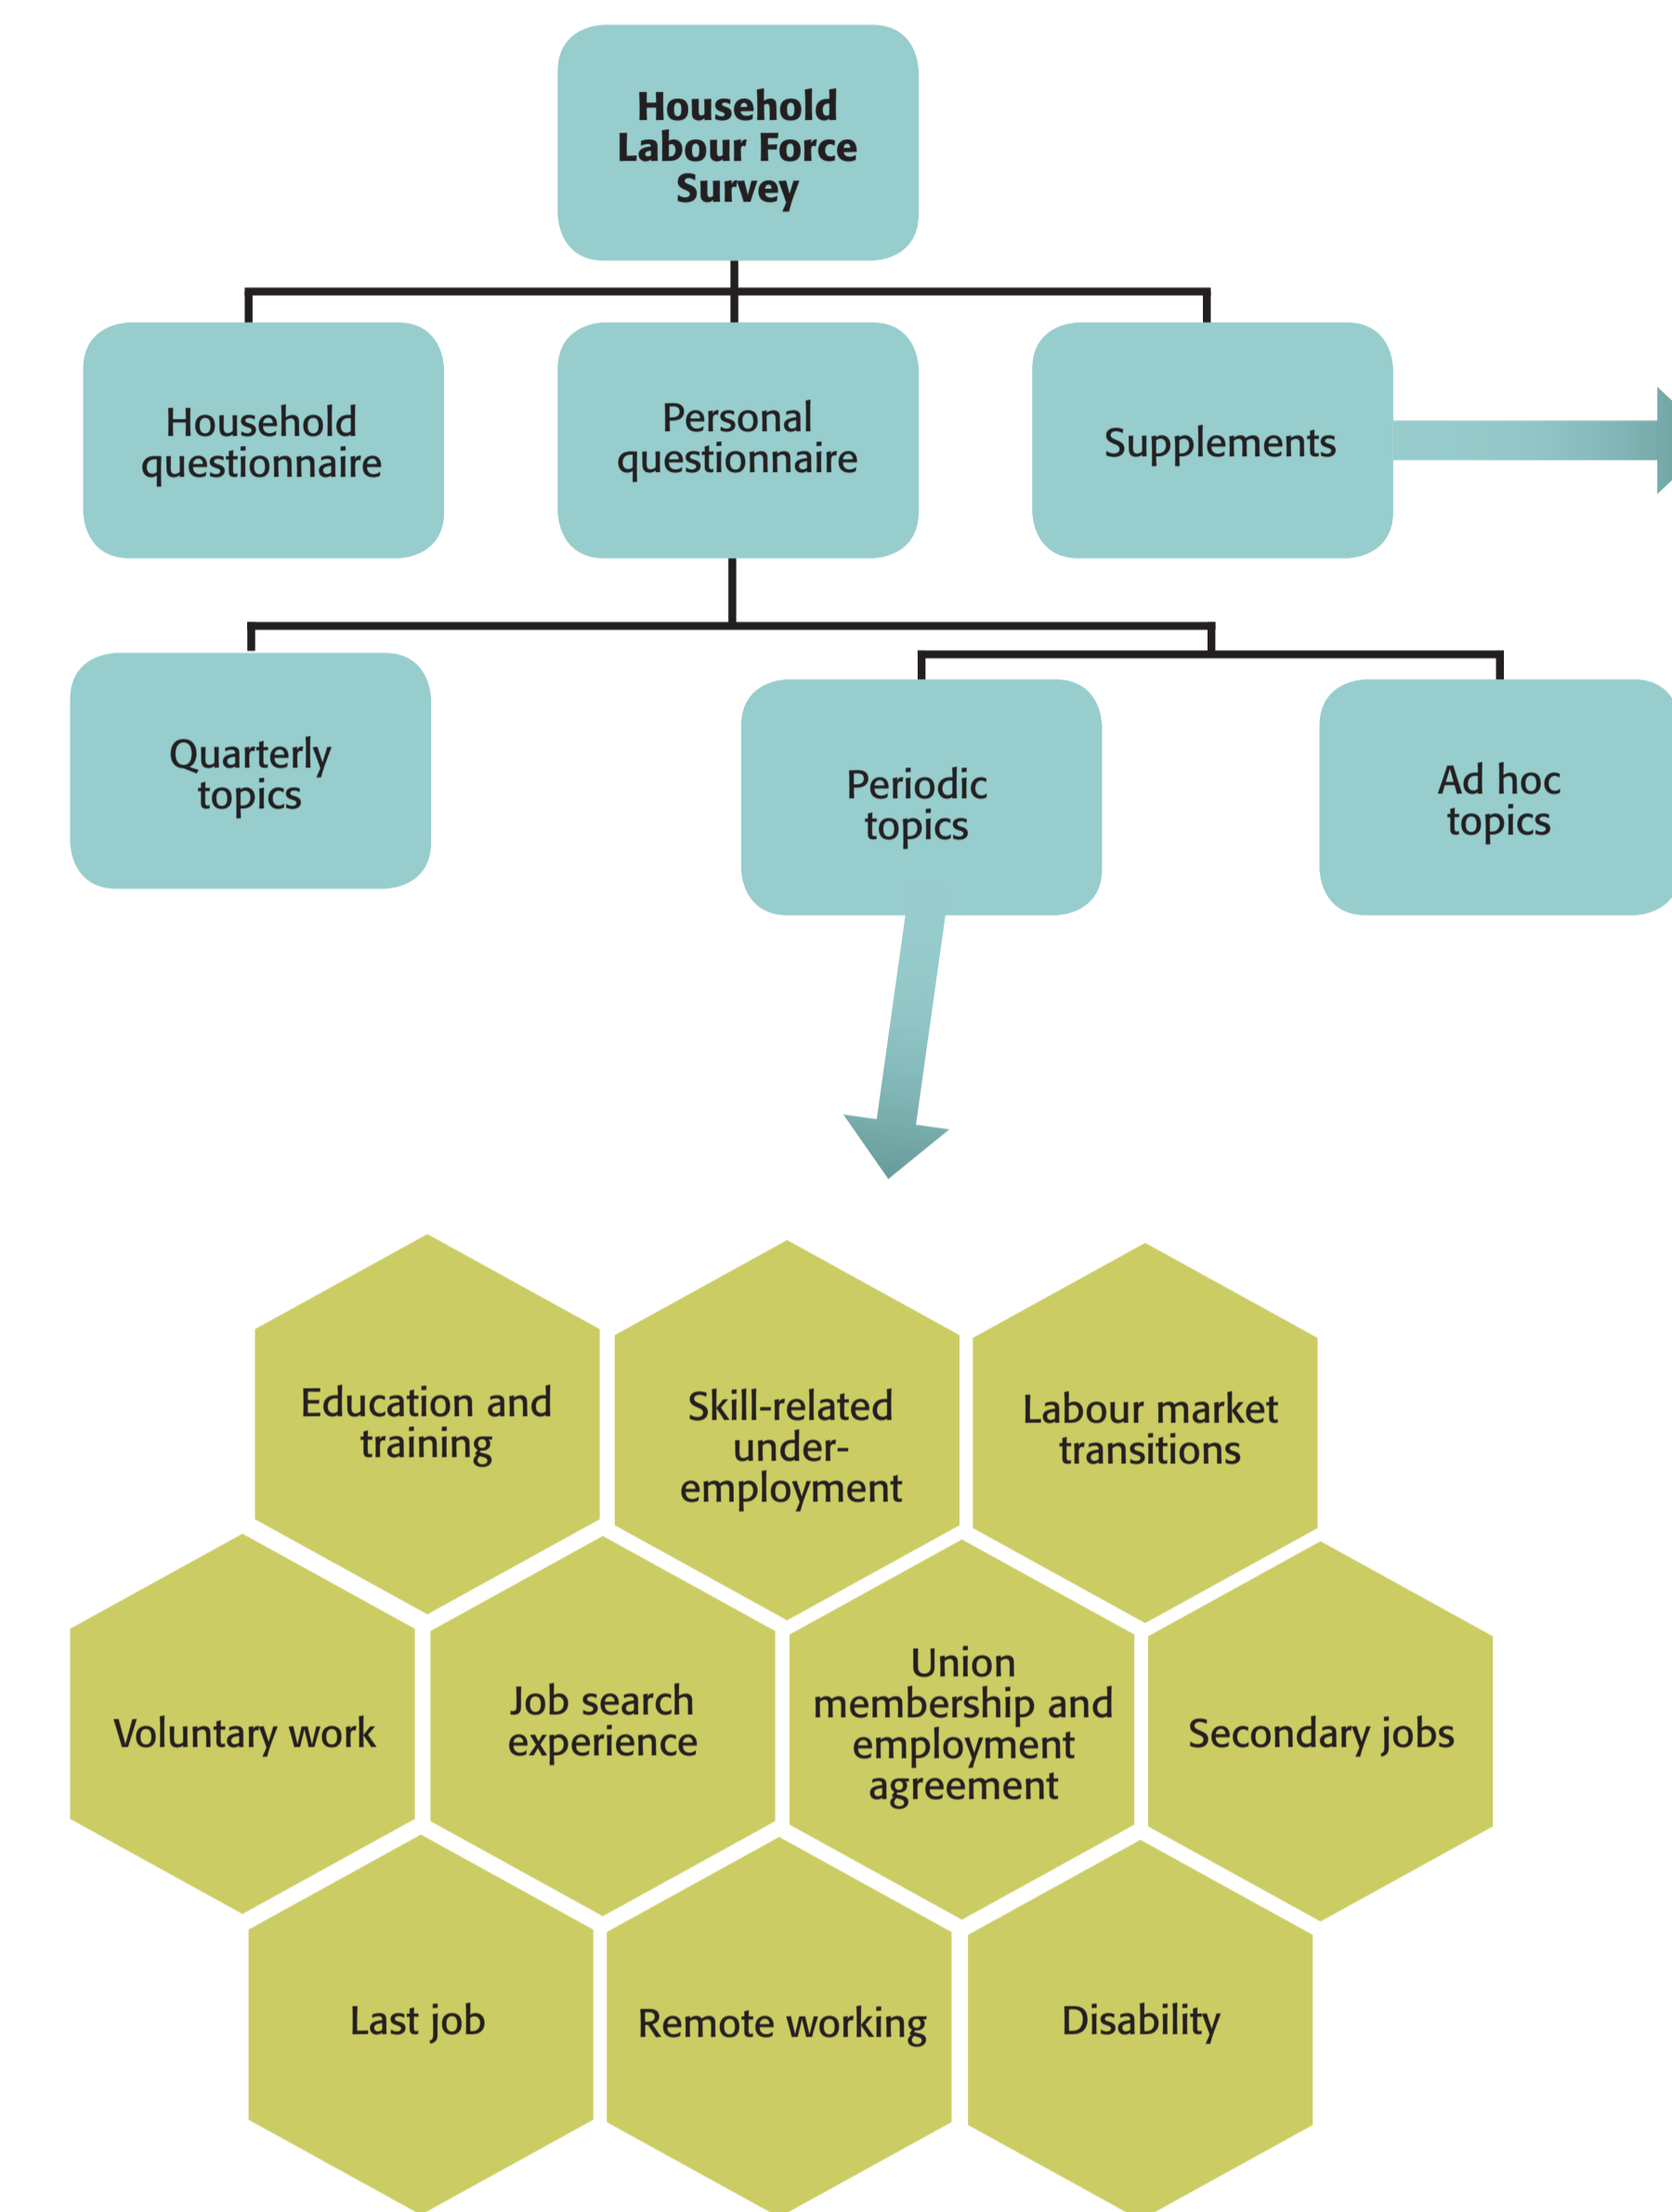 Household
Labour Force
Survey
Household
questionnaire
Personal
questionnaire
Supplements
Quarterly
topics
Periodic
topics
Ad hoc
topics
Education and
training
Skill-related
under-
employment
Labour market
transitions
Voluntary work
Job search
experience
Union
membership and
employment
agreement
Secondary jobs
Last job
Remote working
Disability